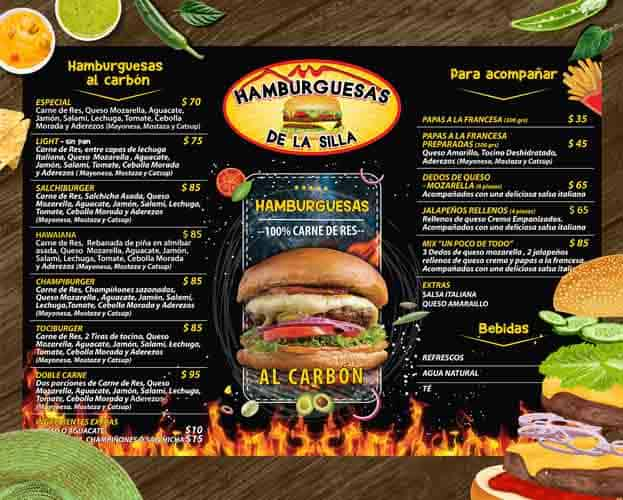 Hamburguesas
al carbón
ESPECIAL $ 70
Carne de Res, Queso Mozarella, Aguacate,
Jamón, Salami, Lechuga, Tomate, Cebolla
Morada y Aderezos (Mayonesa, Mostaza y Catsup)
LIGHT - sin pan $ 75
Carne de Res, entre capas de lechuga
Italiana, Queso Mozarella, Aguacate,
Jamón, Salami, Tomate, Cebolla Morada
y Aderezos (Mayonesa, Mostaza y Catsup)
SALCHIBURGER $ 85
Carne de Res, Salchicha Asada, Queso
Mozarella, Aguacate, Jamón, Salami, Lechuga,
Tomate, Cebolla Morada y Aderezos
(Mayonesa, Mostaza y Catsup)
HAWAIANA $ 85
Carne de Res, Rebanada de piña en almibar
asada, Queso Mozarella, Aguacate, Jamón,
Salami, Lechuga, Tomate, Cebolla Morada
y Aderezos (Mayonesa, Mostaza y Catsup)
CHAMPIBURGER $ 85
Carne de Res, Champiñones sazonados,
Queso Mozarella, Aguacate, Jamón, Salami,
Lechuga, Tomate, Cebolla Morada y Aderezos
(Mayonesa, Mostaza y Catsup)
TOCIBURGER $ 85
Carne de Res, 2 Tiras de tocino, Queso
Mozarella, Aguacate, Jamón, Salami, Lechuga,
Tomate, Cebolla Morada y Aderezos
(Mayonesa, Mostaza y Catsup)
DOBLE CARNE $ 95
Dos porciones de Carne de Res, Queso
Mozarella, Aguacate, Jamón, Salami, Lechuga,
Tomate, Cebolla Morada y Aderezos
(Mayonesa, Mostaza y Catsup)
INGREDIENTES EXTRAS
O AGUACATE $10
CHAMPIÑONES O SALCHICHA $15
HAMBURGUESAS
DE LA SILLA
HAMBURGUESAS
--100% CARNE DE RES--
AL CARBÓN
Para acompañar
PAPAS A LA FRANCESA (300 grs) $ 35
PAPAS A LA FRANCESA
PREPARADAS (300 grs) $ 45
Queso Amarillo, Tocino Deshidratado,
Aderezos (Mayonesa, Mostaza y Catsup)
DEDOS DE QUESO
- MOZARELLA (6 piezas) $ 65
Acompañados con una deliciosa salsa italiana
JALAPEÑOS RELLENOS (4 piezas) $ 65
Rellenos de queso Crema Empanizados.
Acompañados con una deliciosa salsa italiana
MIX "UN POCO DE TODO" $ 85
3 Dedos de queso mozarella, 2 jalapeños
rellenos de queso crema y papas a la francesa.
Acompañados con una deliciosa salsa italiana
EXTRAS
SALSA ITALIANA
QUESO AMARILLO
Bebidas
REFRESCOS
AGUA NATURAL
TÉ